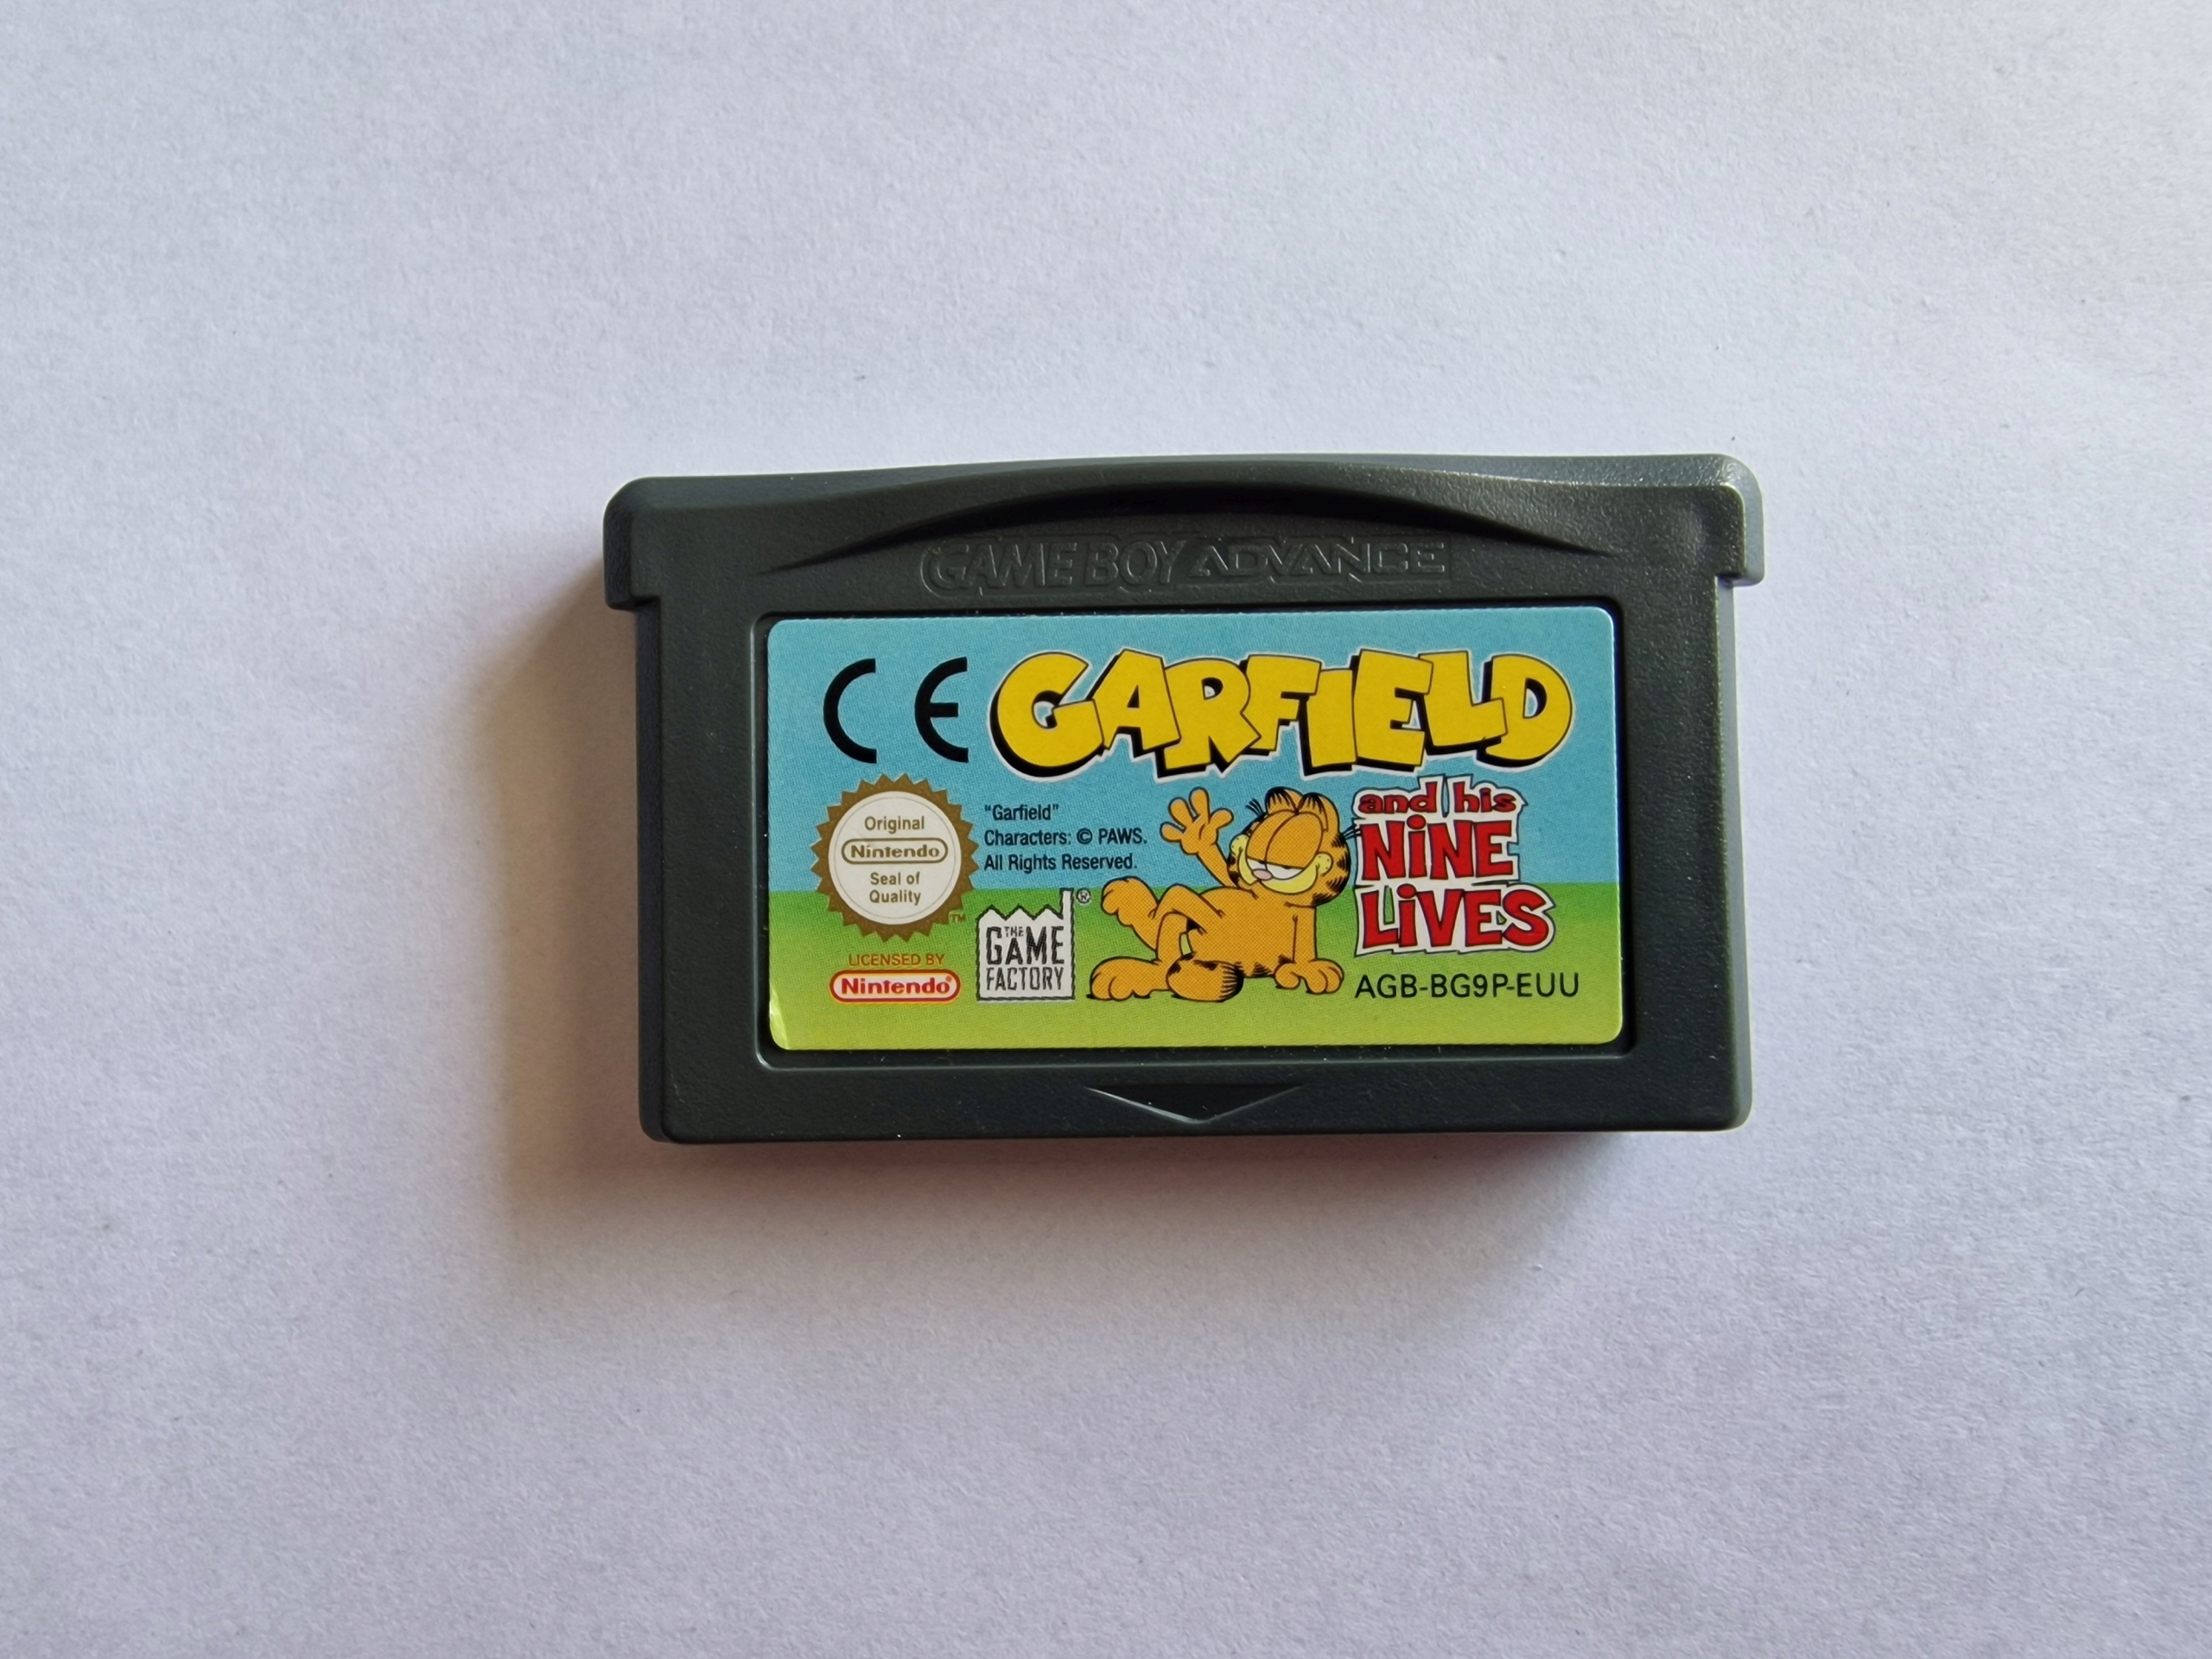 GAME BOY ADVANCE
CE
GARFIELD
and his
NiNE
LiVES
"Garfield"
Characters: © PAWS.
All Rights Reserved.
Original
Nintendo
Seal of
Quality
TM
LICENSED BY
Nintendo®
THE
GAME
FACTORY
®
AGB-BG9P-EUU